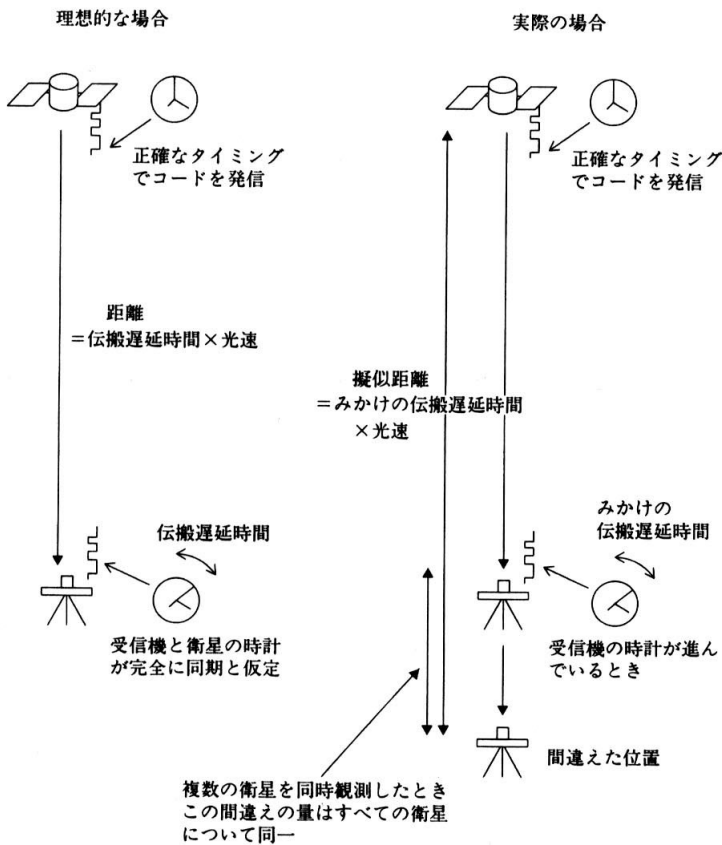 理想的な場合
正確なタイミング
でコードを発信
距離
＝伝搬遅延時間×光速
伝搬遅延時間
受信機と衛星の時計
が完全に同期と仮定
実際の場合
正確なタイミング
でコードを発信
擬似距離
＝みかけの伝搬遅延時間
×光速
みかけの
伝搬遅延時間
受信機の時計が進ん
でいるとき
間違えた位置
複数の衛星を同時観測したとき
この間違えの量はすべての衛星
について同一